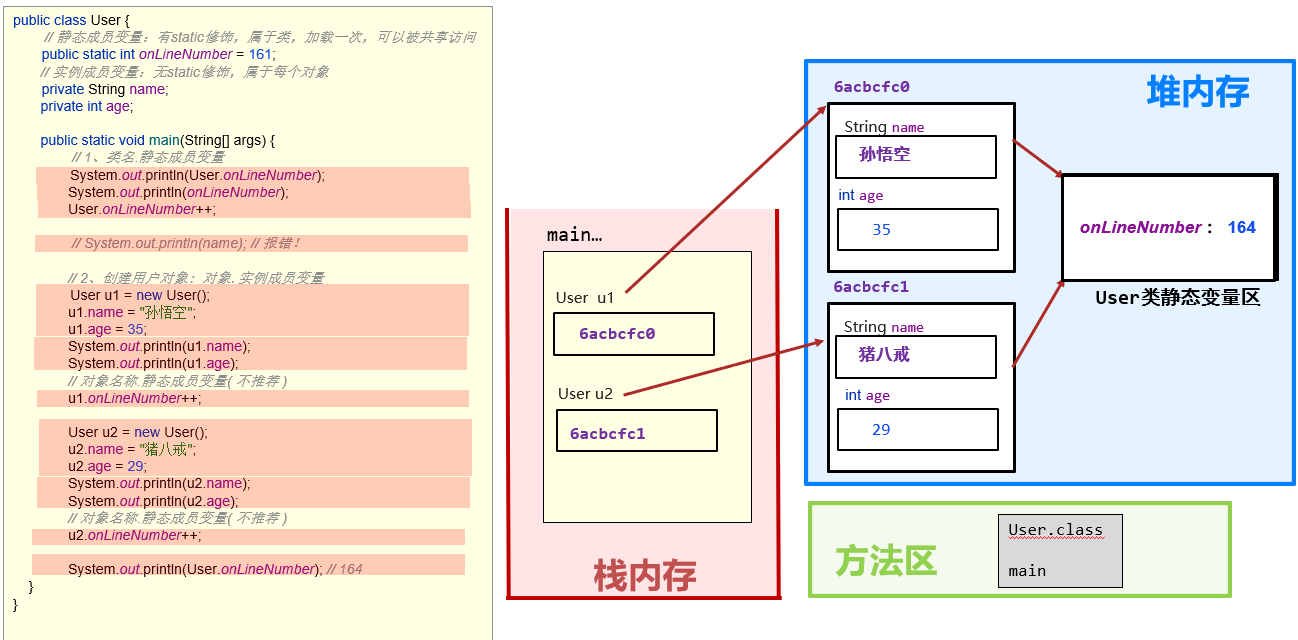 public class User {
// 静态成员变量：有static修饰，属于类，加载一次，可以被共享访问
public static int onLineNumber = 161;
// 实例成员变量：无static修饰，属于每个对象
private String name;
private int age;
public static void main(String[] args) {
// 1、类名.静态成员变量
System.out.println(User.onLineNumber);
System.out.println(onLineNumber);
User.onLineNumber++;
// System.out.println(name); // 报错！
// 2、创建用户对象：对象.实例成员变量
User u1 = new User();
u1.name = "孙悟空";
u1.age = 35;
System.out.println(u1.name);
System.out.println(u1.age);
// 对象名称.静态成员变量( 不推荐 )
u1.onLineNumber++;
User u2 = new User();
u2.name = "猪八戒";
u2.age = 29;
System.out.println(u2.name);
System.out.println(u2.age);
// 对象名称.静态成员变量( 不推荐 )
u2.onLineNumber++;
System.out.println(User.onLineNumber); // 164
}
}
main…
User u1
6acbcfc0
User u2
6acbcfc1
栈内存
堆内存
6acbcfc0
String name
孙悟空
int age
35
6acbcfc1
String name
猪八戒
int age
29
onLineNumber： 164
User类静态变量区
方法区
User.class
main